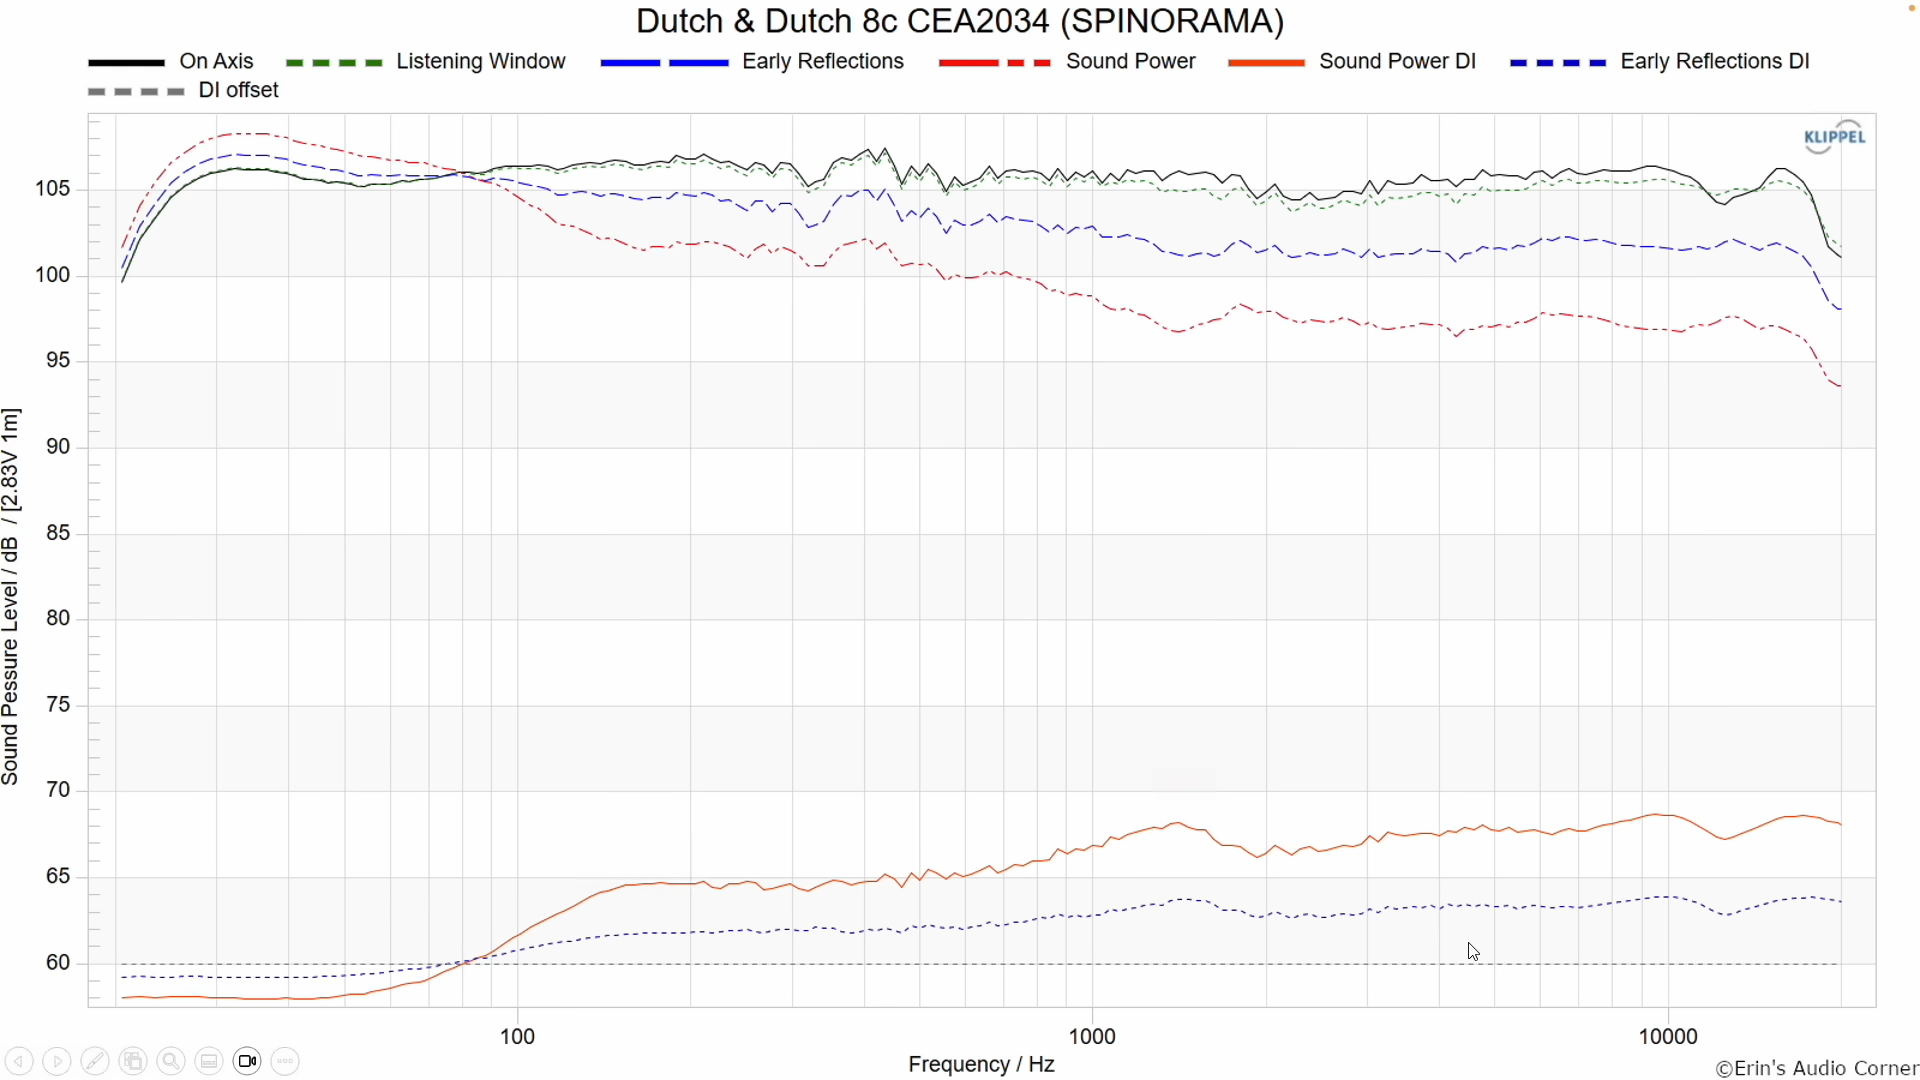 Dutch & Dutch 8c CEA2034 (SPINORAMA)
On Axis Listening Window Early Reflections Sound Power Sound Power DI Early Reflections DI
DI offset
KLIPPEL
105
100
95
90
85
80
75
70
65
60
Sound Pessure Level / dB / [2.83V 1m]
100 1000 10000
Frequency / Hz
©Erin's Audio Corner